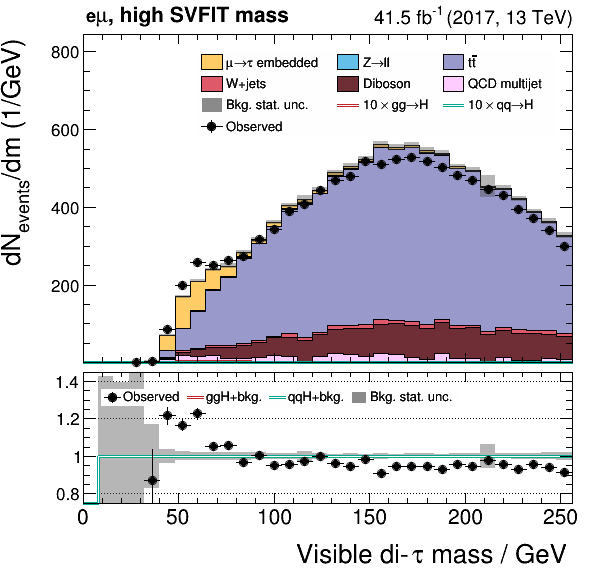 eμ, high SVFIT mass 41.5 fb⁻¹ (2017, 13 TeV)
dN_events/dm (1/GeV)
800
600
400
200
μ→τ embedded Z→ll tt̄
W+jets Diboson QCD multijet
Bkg. stat. unc. 10 × gg→H 10 × qq→H
Observed
1.4
1.2
1
0.8
Observed ggH+bkg. qqH+bkg. Bkg. stat. unc.
0 50 100 150 200 250
Visible di-τ mass / GeV